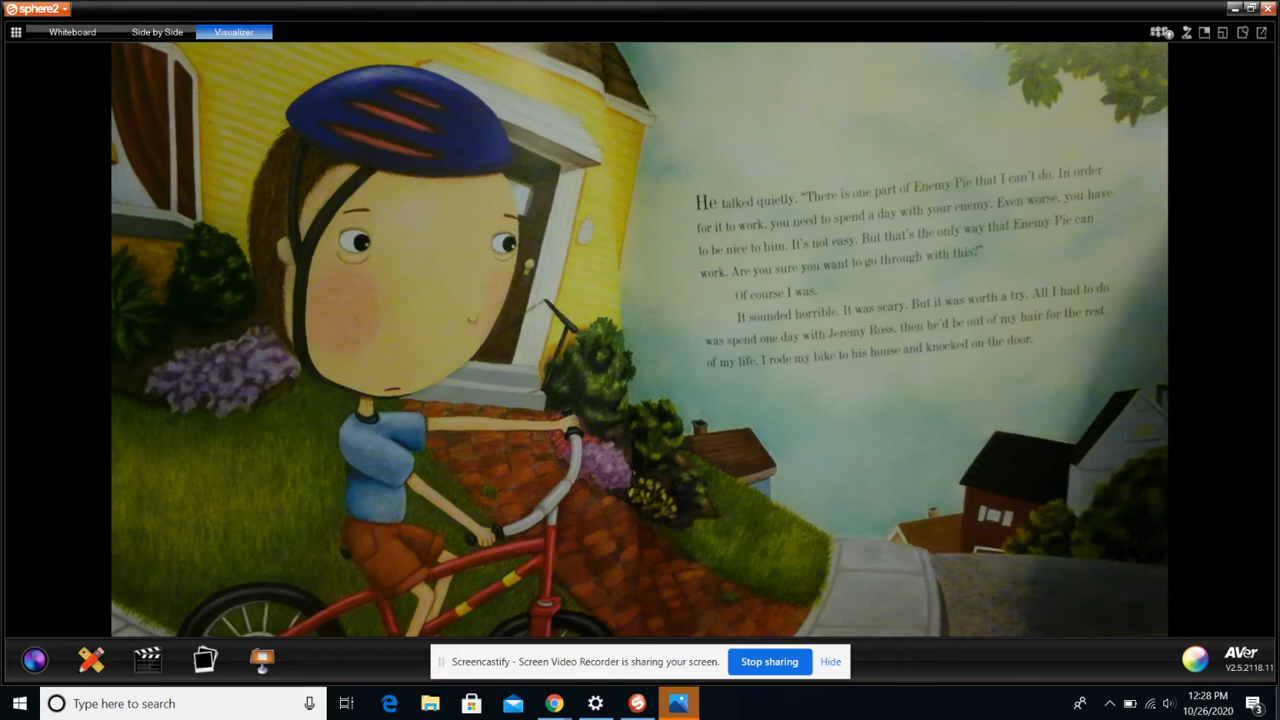 sphere2
Whiteboard
Side by Side
Visualizer
He talked quietly. “There is one part of Enemy Pie that I can’t do. In order
for it to work, you need to spend a day with your enemy. Even worse, you have
to be nice to him. It’s not easy. But that’s the only way that Enemy Pie can
work. Are you sure you want to go through with this?”
Of course I was.
It sounded horrible. It was scary. But it was worth a try. All I had to do
was spend one day with Jeremy Ross, then he’d be out of my hair for the rest
of my life. I rode my bike to his house and knocked on the door.
Screencastify - Screen Video Recorder is sharing your screen.
Stop sharing
Hide
AVer
V2.5.2118.11
Type here to search
12:28 PM
10/26/2020
3